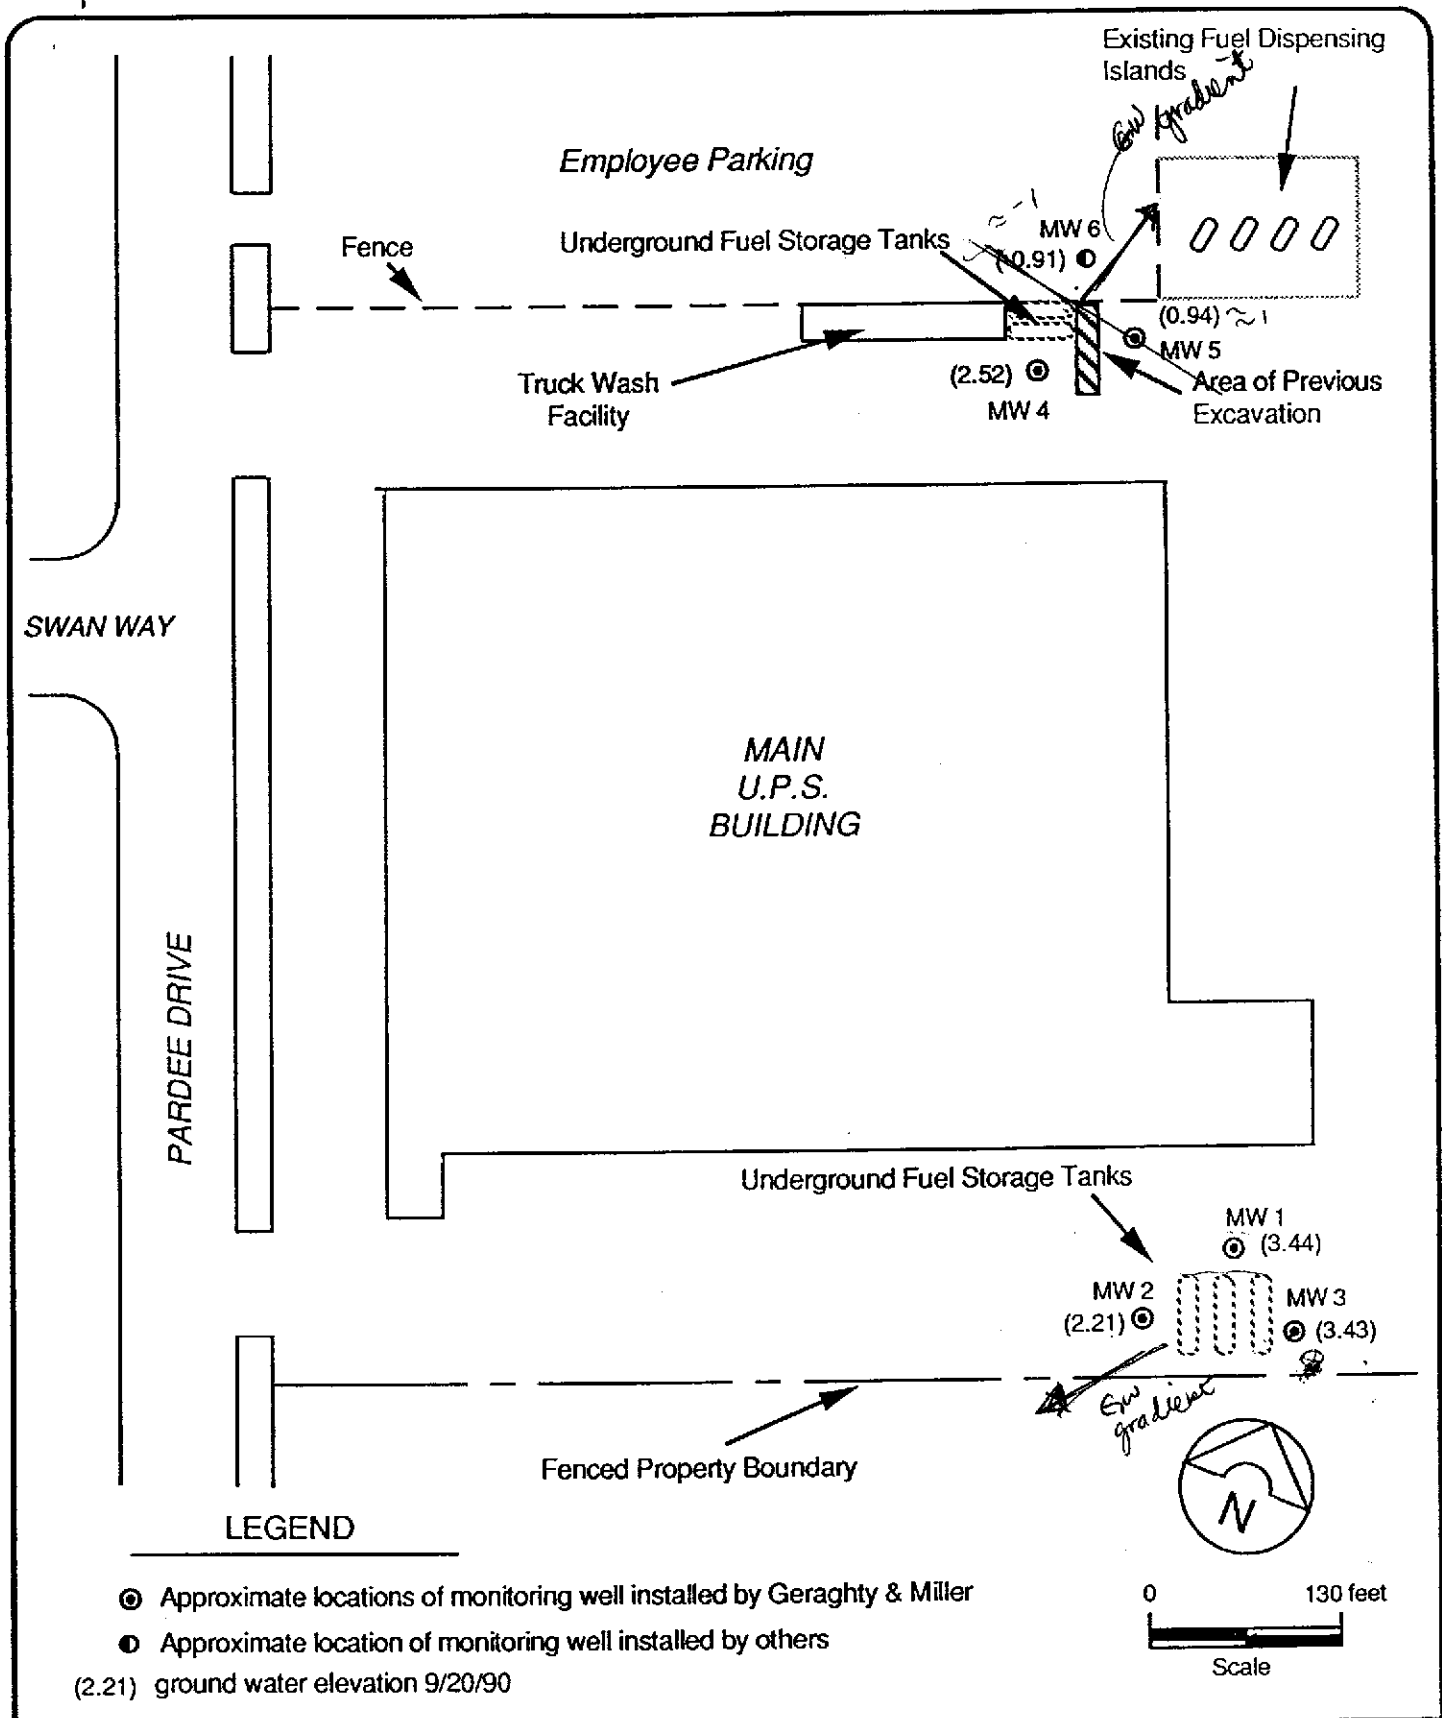 Existing Fuel Dispensing
Islands
GW gradient
Employee Parking
≈ -1
MW 6
Underground Fuel Storage Tanks
Fence
(0.91)
(0.94) ≈ 1
MW 5
Truck Wash
Facility
(2.52)
MW 4
Area of Previous
Excavation
SWAN WAY
MAIN
U.P.S.
BUILDING
PARDEE DRIVE
Underground Fuel Storage Tanks
MW 1
(3.44)
MW 2
(2.21)
MW 3
(3.43)
GW
gradient
Fenced Property Boundary
N
LEGEND
Approximate locations of monitoring well installed by Geraghty & Miller
Approximate location of monitoring well installed by others
(2.21) ground water elevation 9/20/90
0 130 feet
Scale